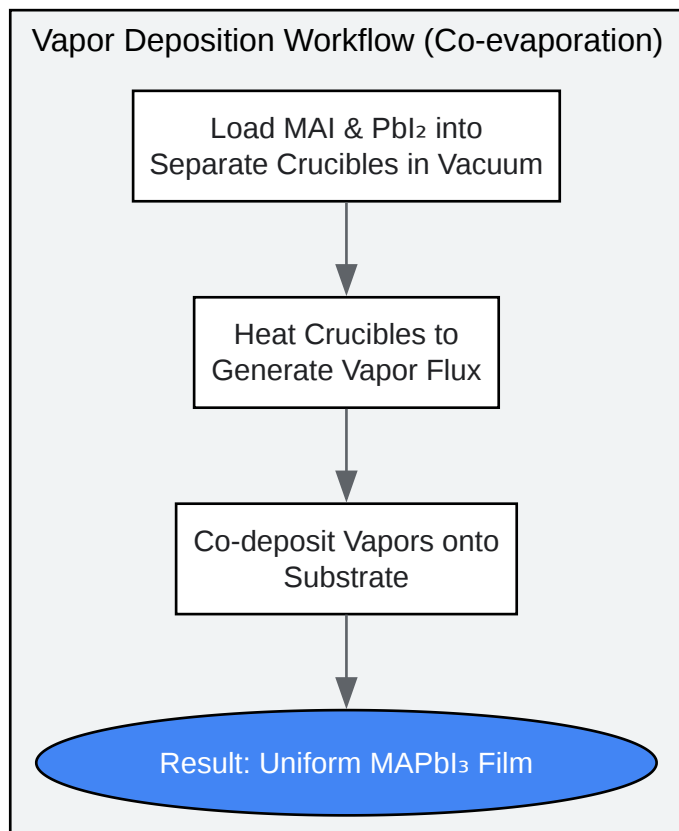 Vapor Deposition Workflow (Co-evaporation)
Load MAI & PbI₂ into
Separate Crucibles in Vacuum
Heat Crucibles to
Generate Vapor Flux
Co-deposit Vapors onto
Substrate
Result: Uniform MAPbI₃ Film